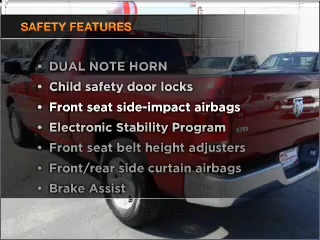 SAFETY FEATURES
• DUAL NOTE HORN
• Child safety door locks
• Front seat side-impact airbags
• Electronic Stability Program
• Front seat belt height adjusters
• Front/rear side curtain airbags
• Brake Assist